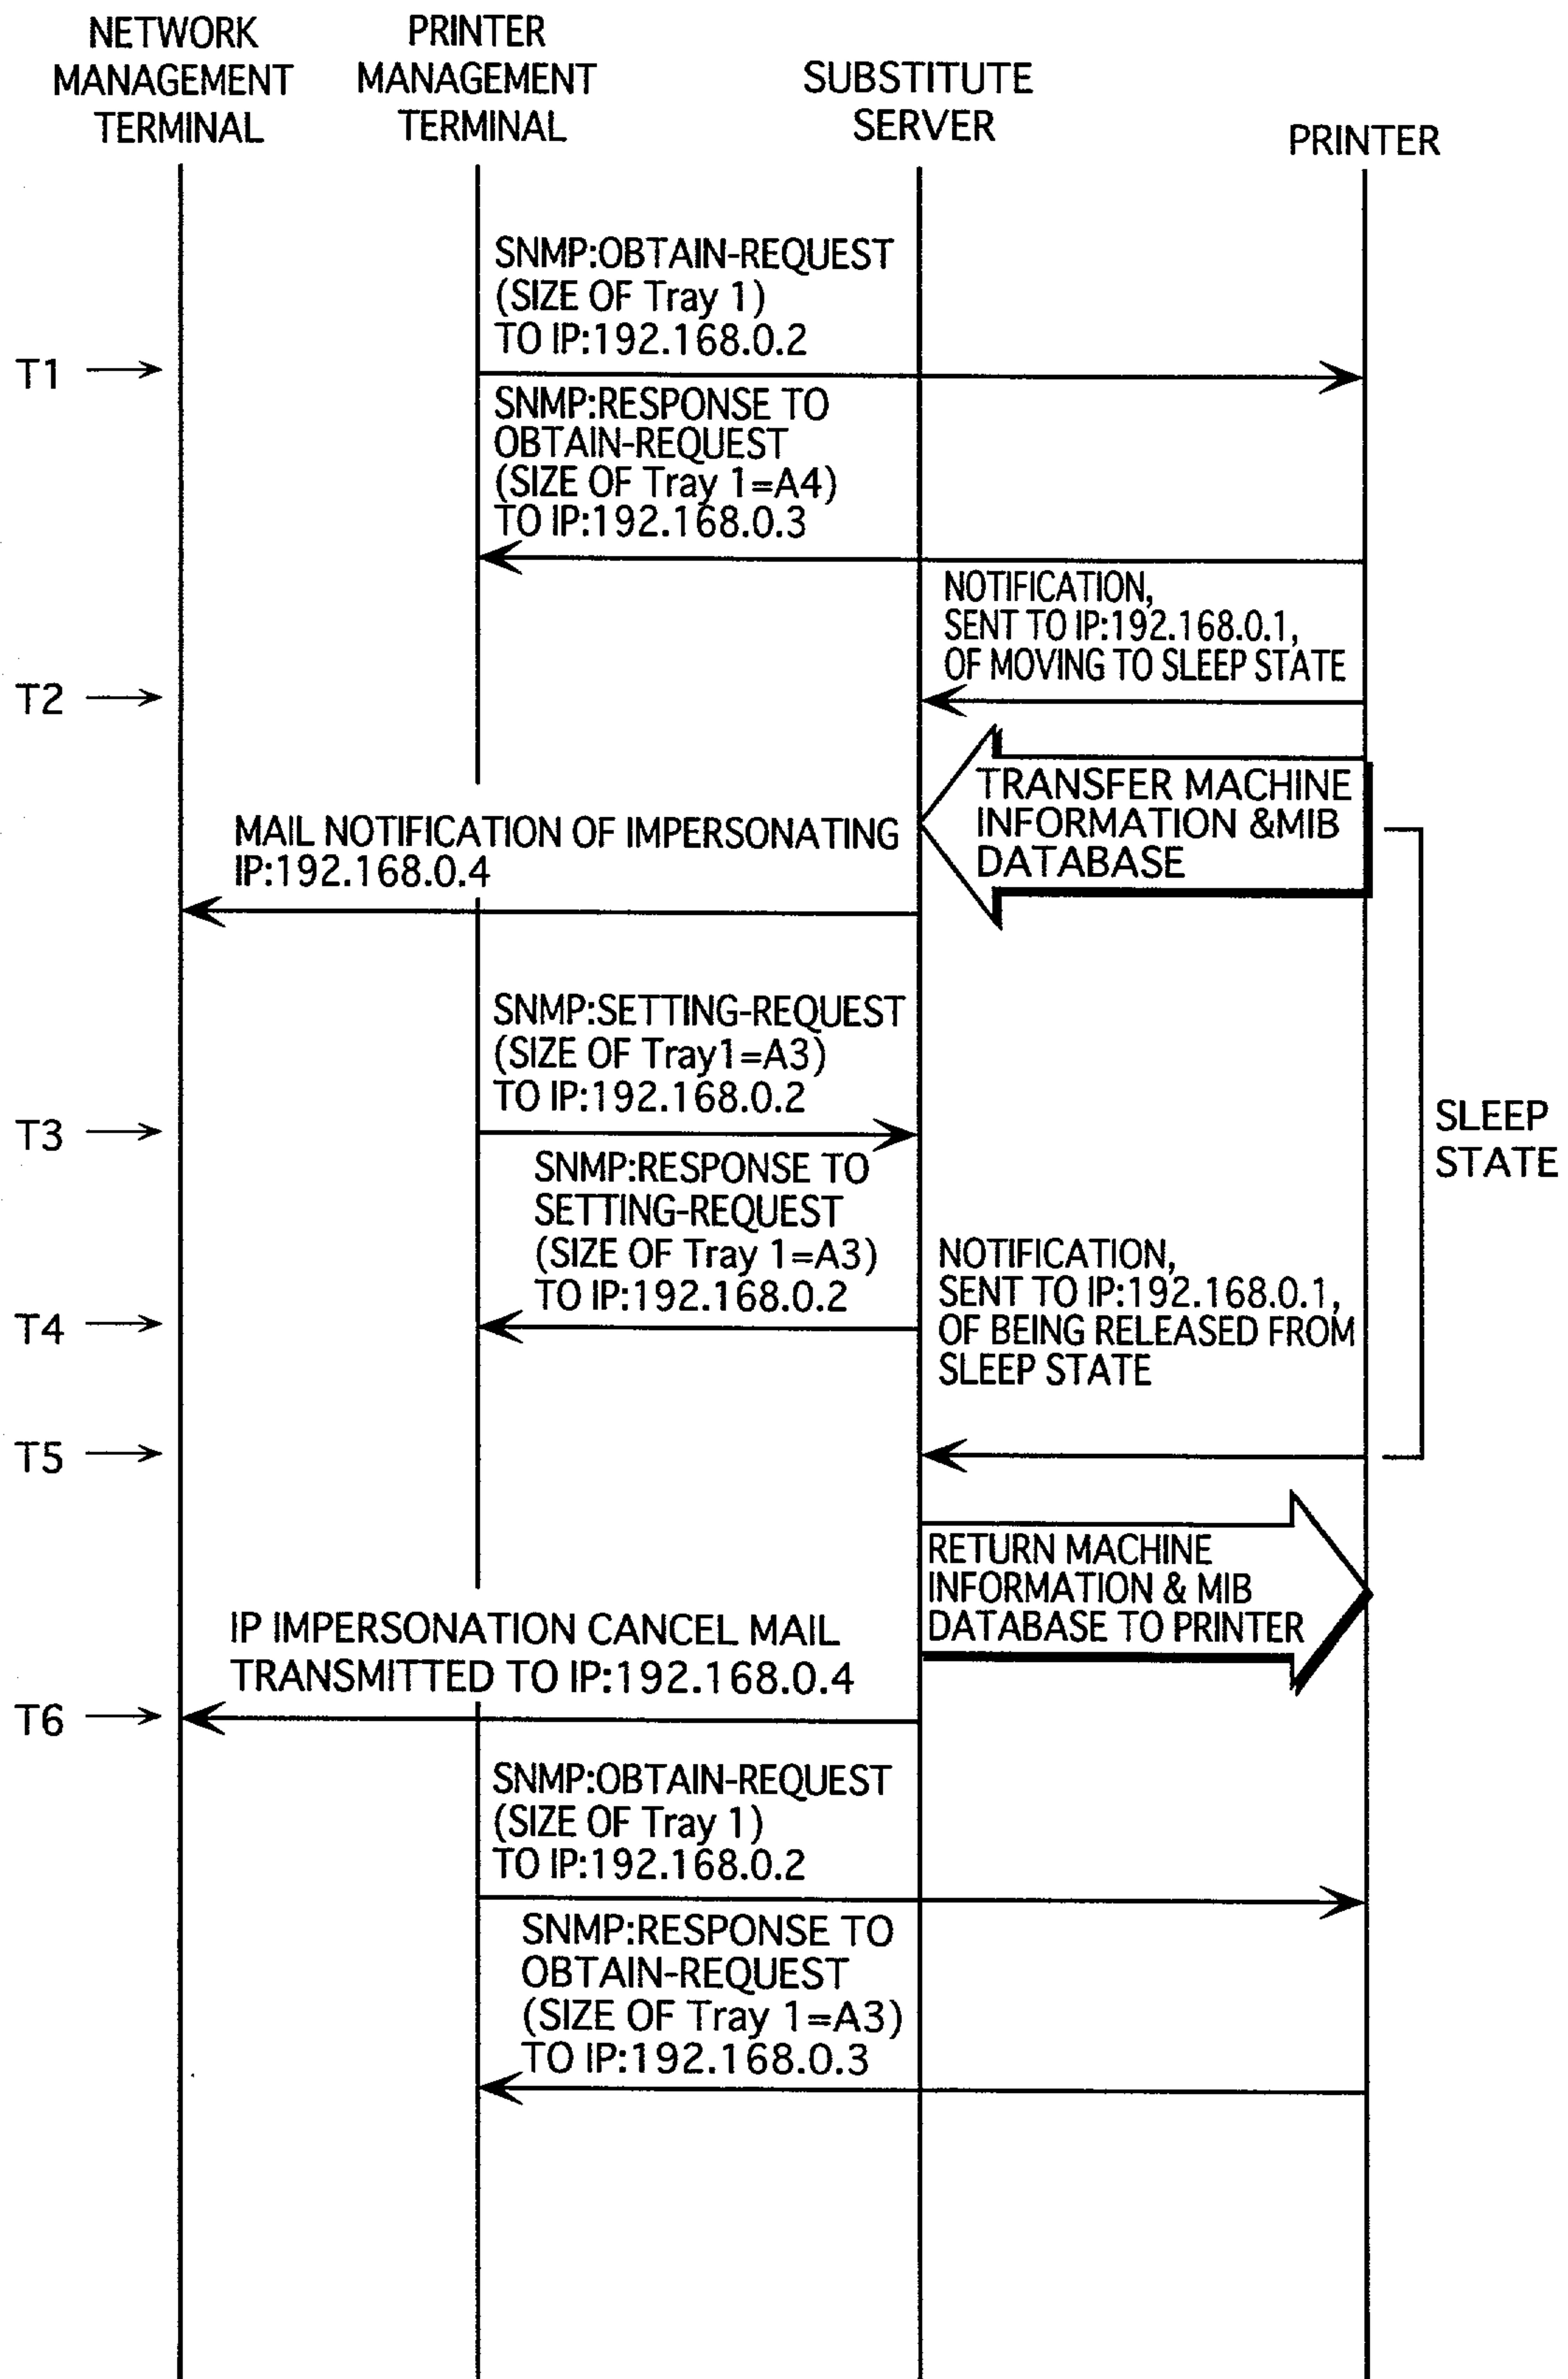 NETWORK
MANAGEMENT
TERMINAL
PRINTER
MANAGEMENT
TERMINAL
SUBSTITUTE
SERVER
PRINTER
SNMP:OBTAIN-REQUEST
(SIZE OF Tray 1)
TO IP:192.168.0.2
T1
SNMP:RESPONSE TO
OBTAIN-REQUEST
(SIZE OF Tray 1=A4)
TO IP:192.168.0.3
NOTIFICATION,
SENT TO IP:192.168.0.1,
OF MOVING TO SLEEP STATE
T2
TRANSFER MACHINE
INFORMATION &MIB
DATABASE
MAIL NOTIFICATION OF IMPERSONATING
IP:192.168.0.4
SNMP:SETTING-REQUEST
(SIZE OF Tray1=A3)
TO IP:192.168.0.2
T3
SLEEP
STATE
SNMP:RESPONSE TO
SETTING-REQUEST
(SIZE OF Tray 1=A3)
TO IP:192.168.0.2
T4
NOTIFICATION,
SENT TO IP:192.168.0.1,
OF BEING RELEASED FROM
SLEEP STATE
T5
RETURN MACHINE
INFORMATION & MIB
DATABASE TO PRINTER
IP IMPERSONATION CANCEL MAIL
TRANSMITTED TO IP:192.168.0.4
T6
SNMP:OBTAIN-REQUEST
(SIZE OF Tray 1)
TO IP:192.168.0.2
SNMP:RESPONSE TO
OBTAIN-REQUEST
(SIZE OF Tray 1=A3)
TO IP:192.168.0.3